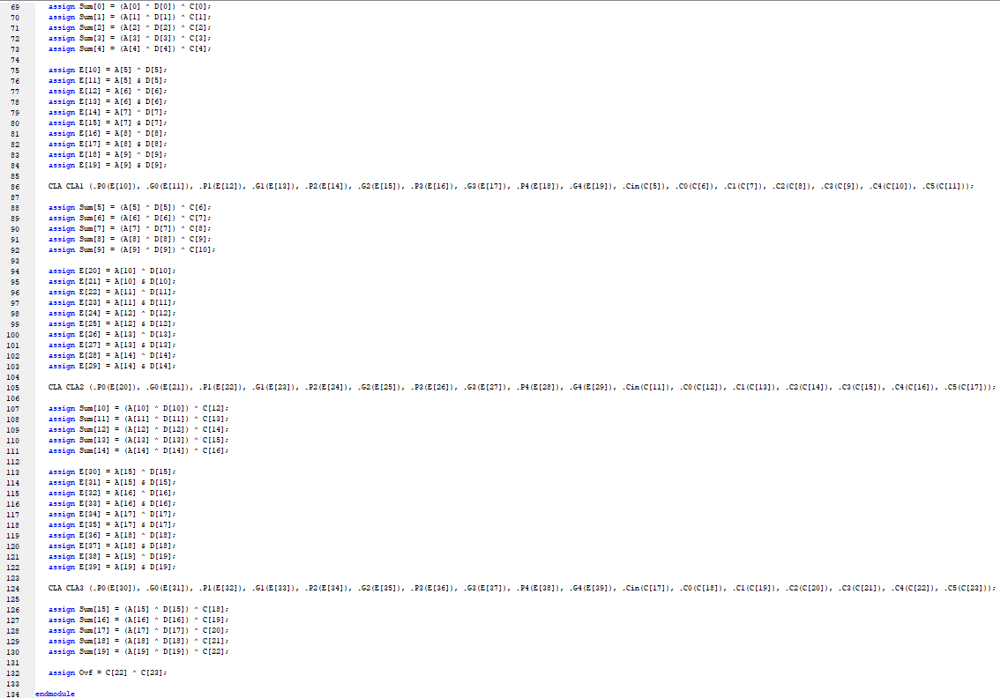 69 assign Sum[0] = (A[0] ^ D[0]) ^ C[0];
70 assign Sum[1] = (A[1] ^ D[1]) ^ C[1];
71 assign Sum[2] = (A[2] ^ D[2]) ^ C[2];
72 assign Sum[3] = (A[3] ^ D[3]) ^ C[3];
73 assign Sum[4] = (A[4] ^ D[4]) ^ C[4];
74
75 assign E[10] = A[5] ^ D[5];
76 assign E[11] = A[5] & D[5];
77 assign E[12] = A[6] ^ D[6];
78 assign E[13] = A[6] & D[6];
79 assign E[14] = A[7] ^ D[7];
80 assign E[15] = A[7] & D[7];
81 assign E[16] = A[8] ^ D[8];
82 assign E[17] = A[8] & D[8];
83 assign E[18] = A[9] ^ D[9];
84 assign E[19] = A[9] & D[9];
85
86 CLA CLA1 (.P0(E[10]), .G0(E[11]), .P1(E[12]), .G1(E[13]), .P2(E[14]), .G2(E[15]), .P3(E[16]), .G3(E[17]), .P4(E[18]), .G4(E[19]), .Cin(C[5]), .C0(C[6]), .C1(C[7]), .C2(C[8]), .C3(C[9]), .C4(C[10]), .C5(C[11]));
87
88 assign Sum[5] = (A[5] ^ D[5]) ^ C[6];
89 assign Sum[6] = (A[6] ^ D[6]) ^ C[7];
90 assign Sum[7] = (A[7] ^ D[7]) ^ C[8];
91 assign Sum[8] = (A[8] ^ D[8]) ^ C[9];
92 assign Sum[9] = (A[9] ^ D[9]) ^ C[10];
93
94 assign E[20] = A[10] ^ D[10];
95 assign E[21] = A[10] & D[10];
96 assign E[22] = A[11] ^ D[11];
97 assign E[23] = A[11] & D[11];
98 assign E[24] = A[12] ^ D[12];
99 assign E[25] = A[12] & D[12];
100 assign E[26] = A[13] ^ D[13];
101 assign E[27] = A[13] & D[13];
102 assign E[28] = A[14] ^ D[14];
103 assign E[29] = A[14] & D[14];
104
105 CLA CLA2 (.P0(E[20]), .G0(E[21]), .P1(E[22]), .G1(E[23]), .P2(E[24]), .G2(E[25]), .P3(E[26]), .G3(E[27]), .P4(E[28]), .G4(E[29]), .Cin(C[11]), .C0(C[12]), .C1(C[13]), .C2(C[14]), .C3(C[15]), .C4(C[16]), .C5(C[17]));
106
107 assign Sum[10] = (A[10] ^ D[10]) ^ C[12];
108 assign Sum[11] = (A[11] ^ D[11]) ^ C[13];
109 assign Sum[12] = (A[12] ^ D[12]) ^ C[14];
110 assign Sum[13] = (A[13] ^ D[13]) ^ C[15];
111 assign Sum[14] = (A[14] ^ D[14]) ^ C[16];
112
113 assign E[30] = A[15] ^ D[15];
114 assign E[31] = A[15] & D[15];
115 assign E[32] = A[16] ^ D[16];
116 assign E[33] = A[16] & D[16];
117 assign E[34] = A[17] ^ D[17];
118 assign E[35] = A[17] & D[17];
119 assign E[36] = A[18] ^ D[18];
120 assign E[37] = A[18] & D[18];
121 assign E[38] = A[19] ^ D[19];
122 assign E[39] = A[19] & D[19];
123
124 CLA CLA3 (.P0(E[30]), .G0(E[31]), .P1(E[32]), .G1(E[33]), .P2(E[34]), .G2(E[35]), .P3(E[36]), .G3(E[37]), .P4(E[38]), .G4(E[39]), .Cin(C[17]), .C0(C[18]), .C1(C[19]), .C2(C[20]), .C3(C[21]), .C4(C[22]), .C5(C[23]));
125
126 assign Sum[15] = (A[15] ^ D[15]) ^ C[18];
127 assign Sum[16] = (A[16] ^ D[16]) ^ C[19];
128 assign Sum[17] = (A[17] ^ D[17]) ^ C[20];
129 assign Sum[18] = (A[18] ^ D[18]) ^ C[21];
130 assign Sum[19] = (A[19] ^ D[19]) ^ C[22];
131
132 assign Ovf = C[22] ^ C[23];
133
134 endmodule